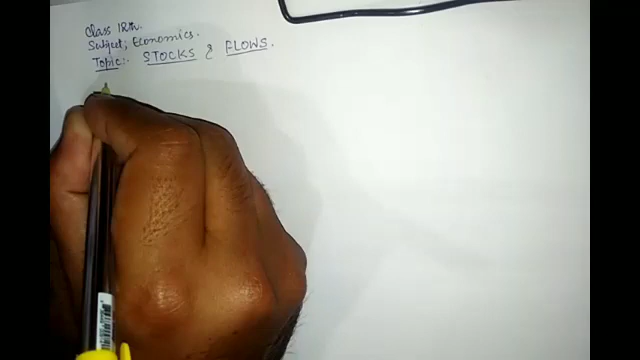 Class 12th.
Subject; Economics.
Topic:- STOCKS & FLOWS.